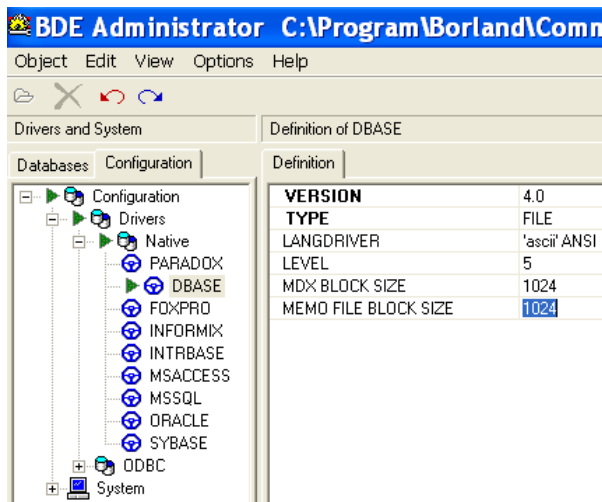 BDE Administrator C:\Program\Borland\Comm
Object Edit View Options Help
Drivers and System
Definition of DBASE
Databases Configuration
Definition
Configuration
Drivers
Native
PARADOX
DBASE
FOXPRO
INFORMIX
INTRBASE
MSACCESS
MSSQL
ORACLE
SYBASE
ODBC
System
VERSION 4.0
TYPE FILE
LANGDRIVER 'ascii' ANSI
LEVEL 5
MDX BLOCK SIZE 1024
MEMO FILE BLOCK SIZE 1024